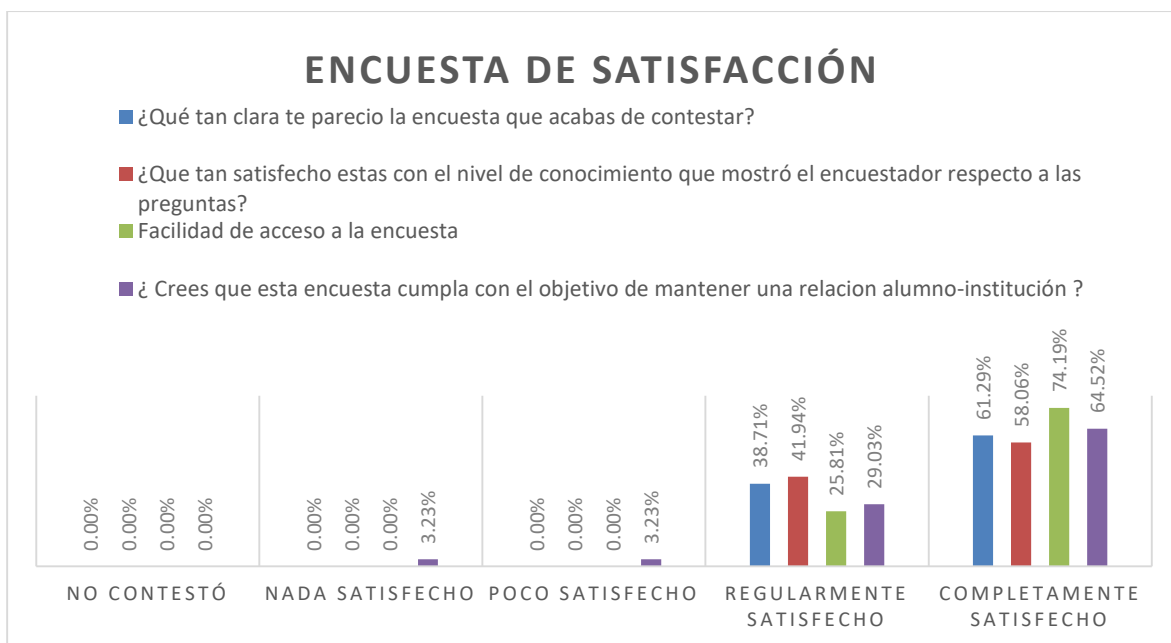 ENCUESTA DE SATISFACCIÓN
¿Qué tan clara te parecio la encuesta que acabas de contestar?
¿Que tan satisfecho estas con el nivel de conocimiento que mostró el encuestador respecto a las
preguntas?
Facilidad de acceso a la encuesta
¿ Crees que esta encuesta cumpla con el objetivo de mantener una relacion alumno-institución ?
0.00% 0.00% 0.00% 0.00%
0.00% 0.00% 0.00% 3.23%
0.00% 0.00% 0.00% 3.23%
38.71% 41.94% 25.81% 29.03%
61.29% 58.06% 74.19% 64.52%
NO CONTESTÓ
NADA SATISFECHO
POCO SATISFECHO
REGULARMENTE
SATISFECHO
COMPLETAMENTE
SATISFECHO